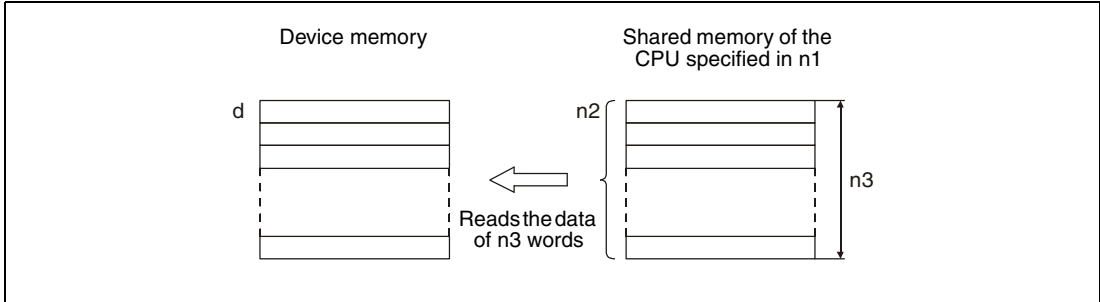 Device memory
Shared memory of the
CPU specified in n1
d
n2
n3
Reads the data
of n3 words